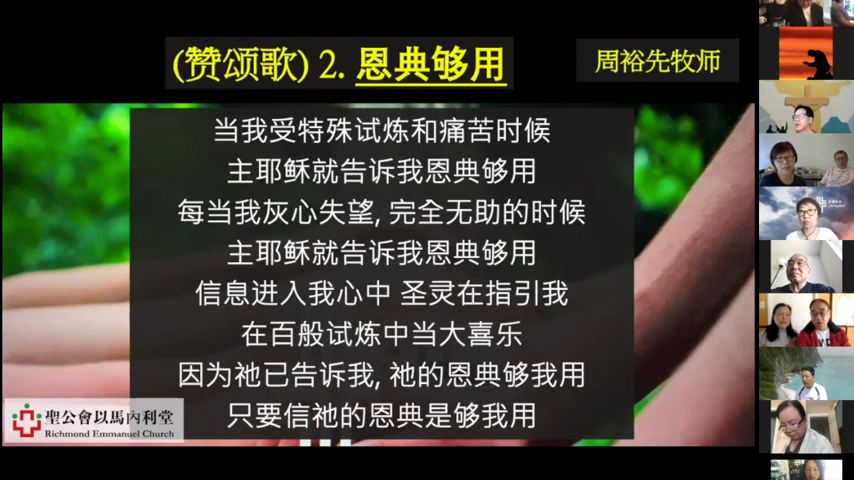 (赞颂歌) 2. 恩典够用
周裕先牧师
当我受特殊试炼和痛苦时候
主耶稣就告诉我恩典够用
每当我灰心失望, 完全无助的时候
主耶稣就告诉我恩典够用
信息进入我心中 圣灵在指引我
在百般试炼中当大喜乐
因为祂已告诉我, 祂的恩典够我用
只要信祂的恩典是够我用
聖公會以馬內利堂
Richmond Emmanuel Church